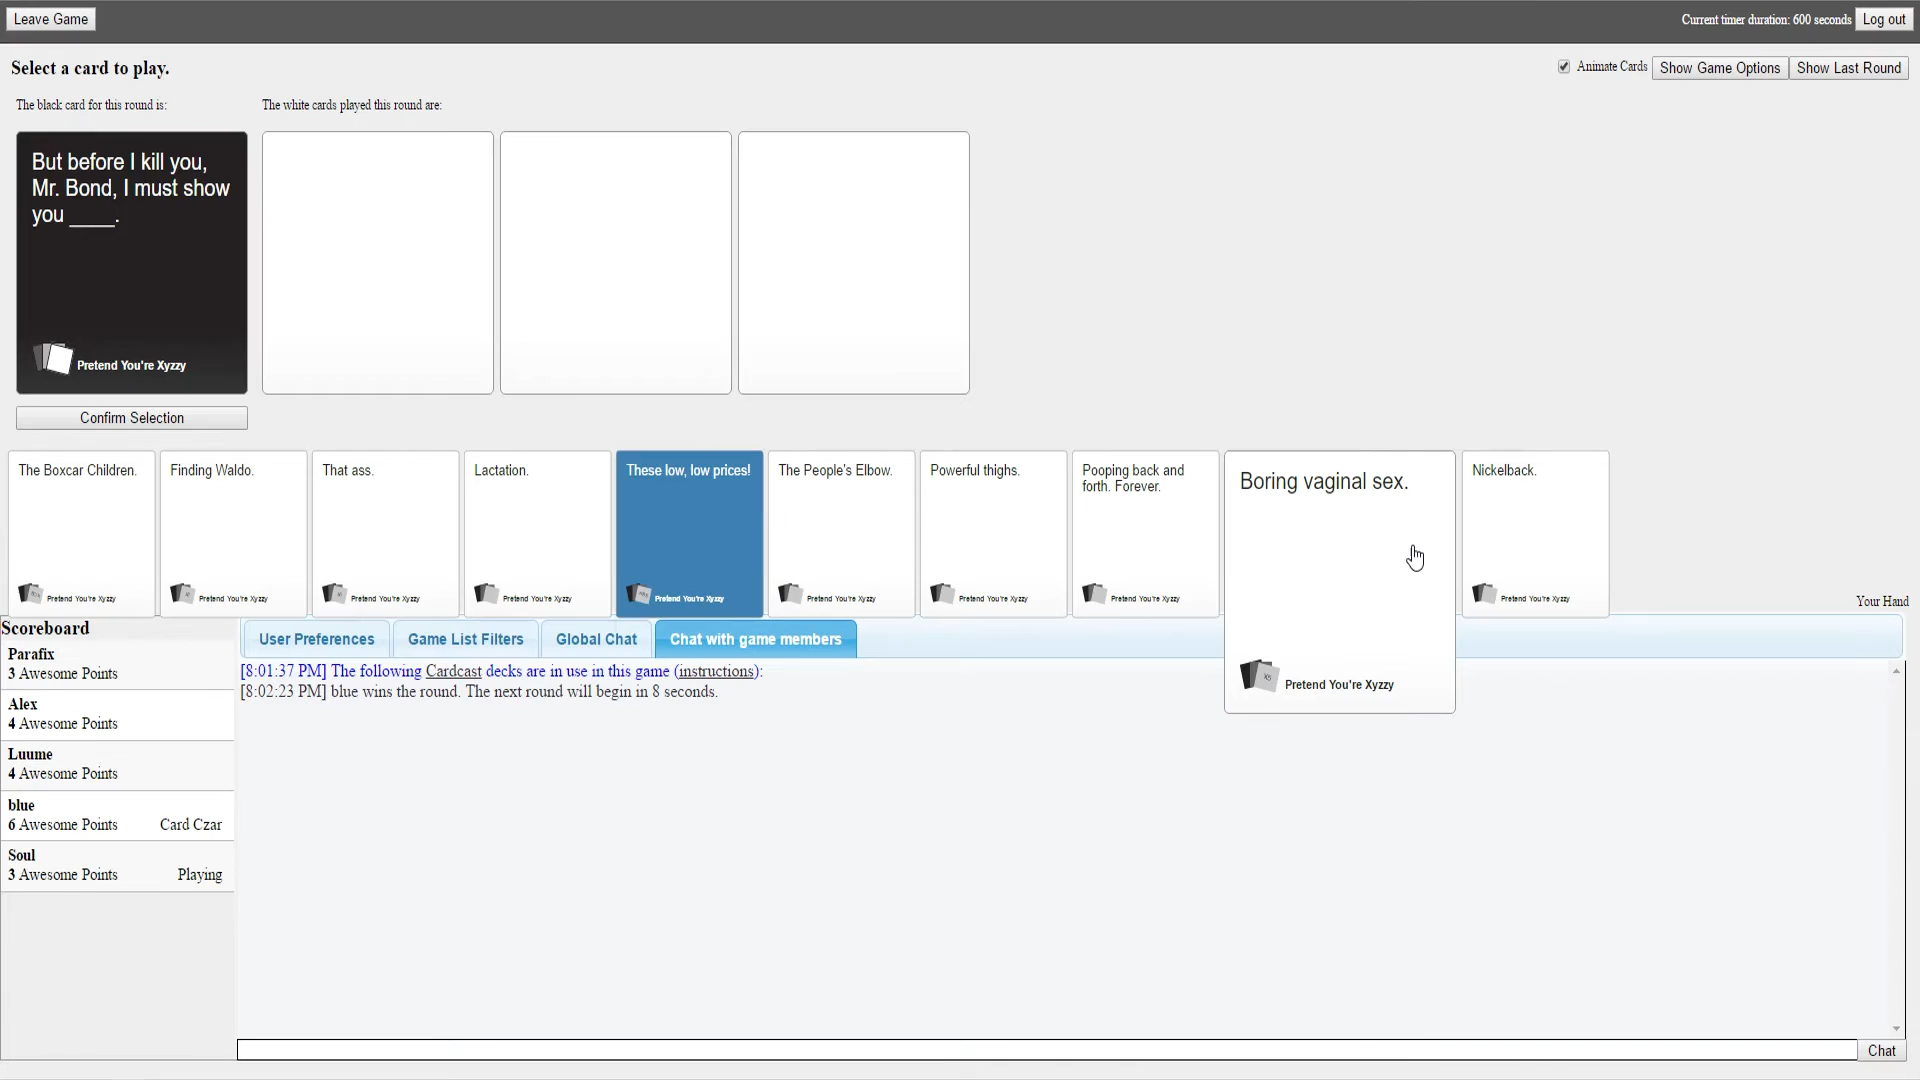 Leave Game
Current timer duration: 600 seconds
Log out
Select a card to play.
Animate Cards
Show Game Options
Show Last Round
The black card for this round is:
The white cards played this round are:
But before I kill you,
Mr. Bond, I must show
you ____.
Pretend You're Xyzzy
Confirm Selection
The Boxcar Children.
Pretend You're Xyzzy
Finding Waldo.
Pretend You're Xyzzy
That ass.
Pretend You're Xyzzy
Lactation.
Pretend You're Xyzzy
These low, low prices!
Pretend You're Xyzzy
The People's Elbow.
Pretend You're Xyzzy
Powerful thighs.
Pretend You're Xyzzy
Pooping back and
forth. Forever.
Pretend You're Xyzzy
Boring vaginal sex.
Pretend You're Xyzzy
Nickelback.
Pretend You're Xyzzy
Your Hand
Scoreboard
Parafix
3 Awesome Points
Alex
4 Awesome Points
Luume
4 Awesome Points
blue
6 Awesome Points Card Czar
Soul
3 Awesome Points Playing
User Preferences
Game List Filters
Global Chat
Chat with game members
[8:01:37 PM] The following Cardcast decks are in use in this game (instructions):
[8:02:23 PM] blue wins the round. The next round will begin in 8 seconds.
Chat